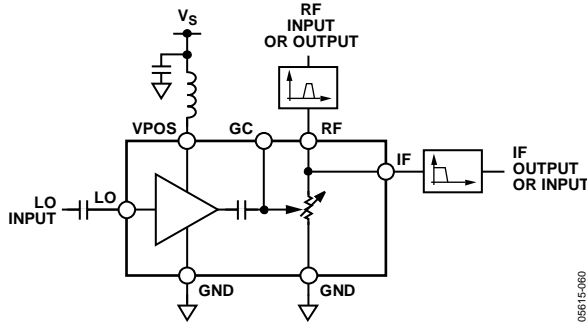 VS
RF
INPUT
OR OUTPUT
VPOS
GC
RF
IF
IF
OUTPUT
OR INPUT
LO
INPUT
LO
GND
GND
05615-060